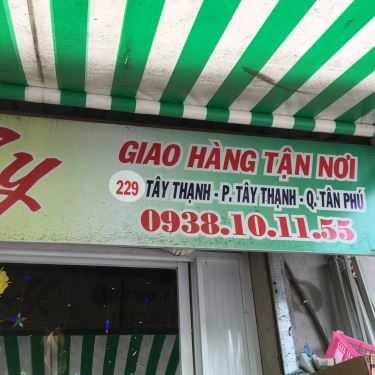 GIAO HÀNG TẬN NƠI
229 TÂY THẠNH - P. TÂY THẠNH - Q. TÂN PHÚ
0938.10.11.55